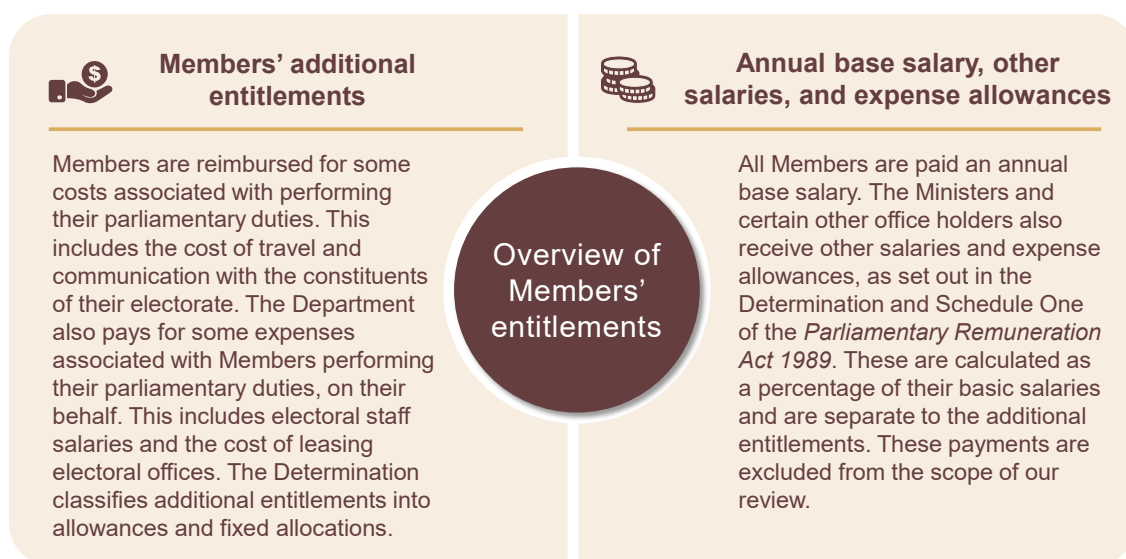 Members' additional
entitlements
Members are reimbursed for some
costs associated with performing
their parliamentary duties. This
includes the cost of travel and
communication with the constituents
of their electorate. The Department
also pays for some expenses
associated with Members performing
their parliamentary duties, on their
behalf. This includes electoral staff
salaries and the cost of leasing
electoral offices. The Determination
classifies additional entitlements into
allowances and fixed allocations.
Overview of
Members'
entitlements
Annual base salary, other
salaries, and expense allowances
All Members are paid an annual
base salary. The Ministers and
certain other office holders also
receive other salaries and expense
allowances, as set out in the
Determination and Schedule One
of the Parliamentary Remuneration
Act 1989. These are calculated as
a percentage of their basic salaries
and are separate to the additional
entitlements. These payments are
excluded from the scope of our
review.